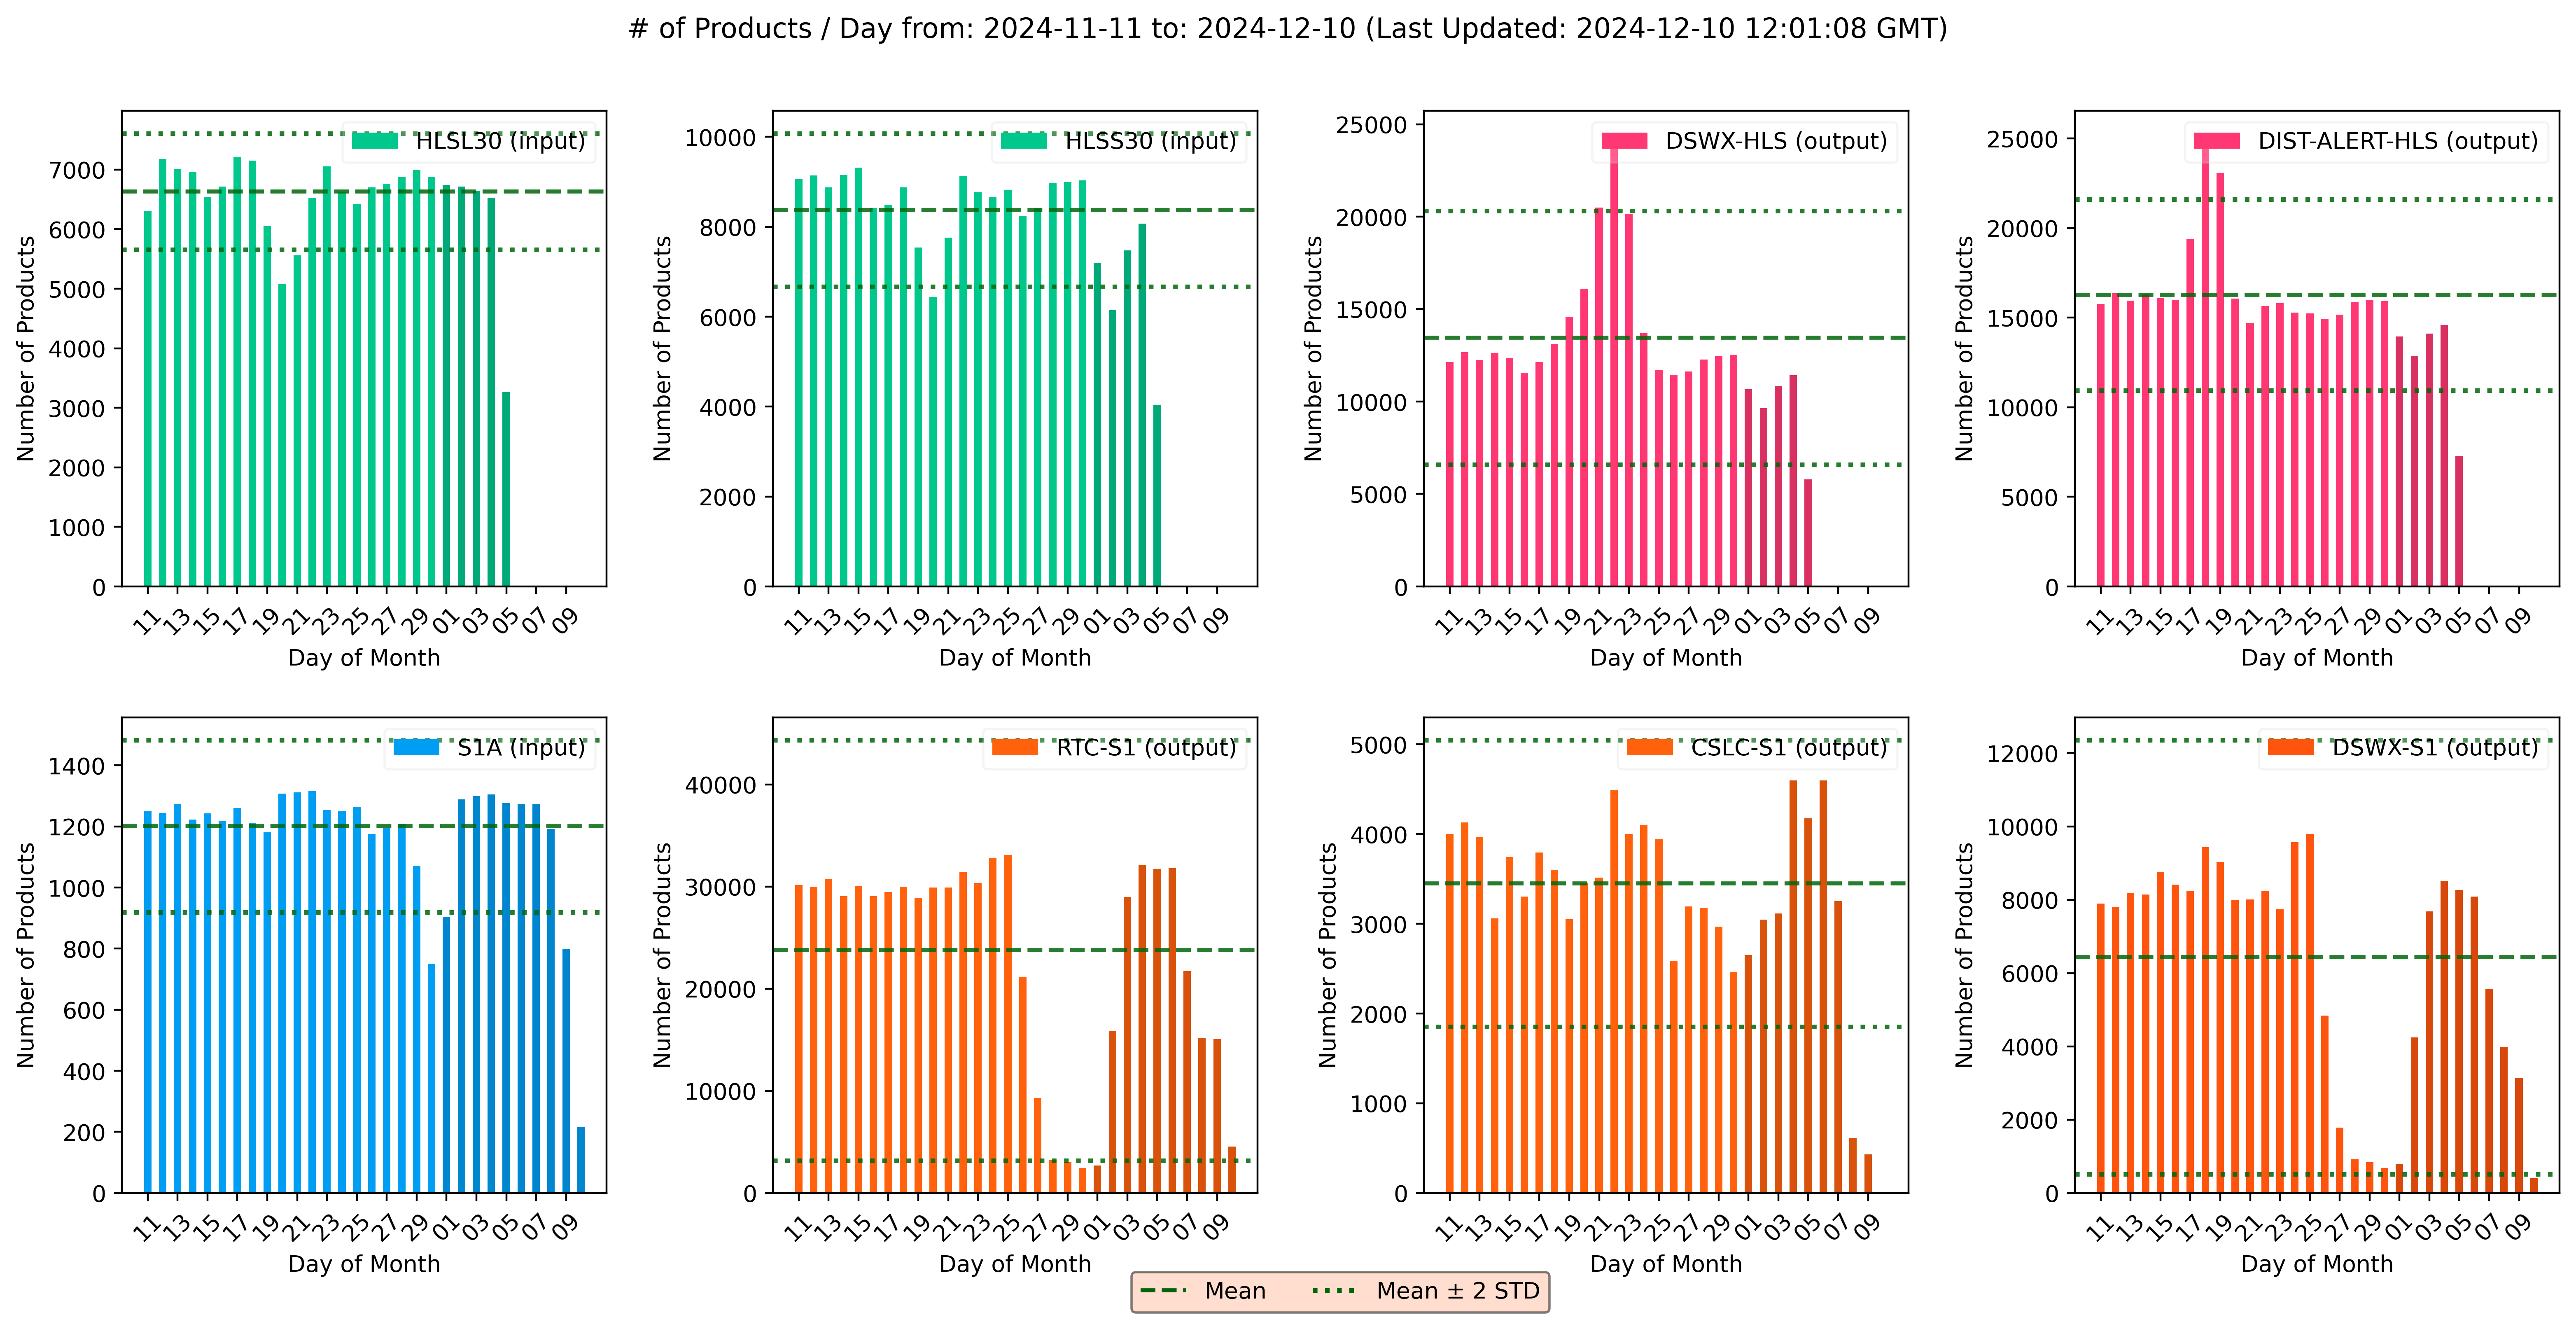 # of Products / Day from: 2024-11-11 to: 2024-12-10 (Last Updated: 2024-12-10 12:01:08 GMT)
HLSL30 (input)
Number of Products
7000
6000
5000
4000
3000
2000
1000
0
11 13 15 17 19 21 23 25 27 29 01 03 05 07 09
Day of Month
HLSS30 (input)
Number of Products
10000
8000
6000
4000
2000
0
11 13 15 17 19 21 23 25 27 29 01 03 05 07 09
Day of Month
DSWX-HLS (output)
Number of Products
25000
20000
15000
10000
5000
0
11 13 15 17 19 21 23 25 27 29 01 03 05 07 09
Day of Month
DIST-ALERT-HLS (output)
Number of Products
25000
20000
15000
10000
5000
0
11 13 15 17 19 21 23 25 27 29 01 03 05 07 09
Day of Month
S1A (input)
Number of Products
1400
1200
1000
800
600
400
200
0
11 13 15 17 19 21 23 25 27 29 01 03 05 07 09
Day of Month
RTC-S1 (output)
Number of Products
40000
30000
20000
10000
0
11 13 15 17 19 21 23 25 27 29 01 03 05 07 09
Day of Month
CSLC-S1 (output)
Number of Products
5000
4000
3000
2000
1000
0
11 13 15 17 19 21 23 25 27 29 01 03 05 07 09
Day of Month
DSWX-S1 (output)
Number of Products
12000
10000
8000
6000
4000
2000
0
11 13 15 17 19 21 23 25 27 29 01 03 05 07 09
Day of Month
Mean
Mean ± 2 STD